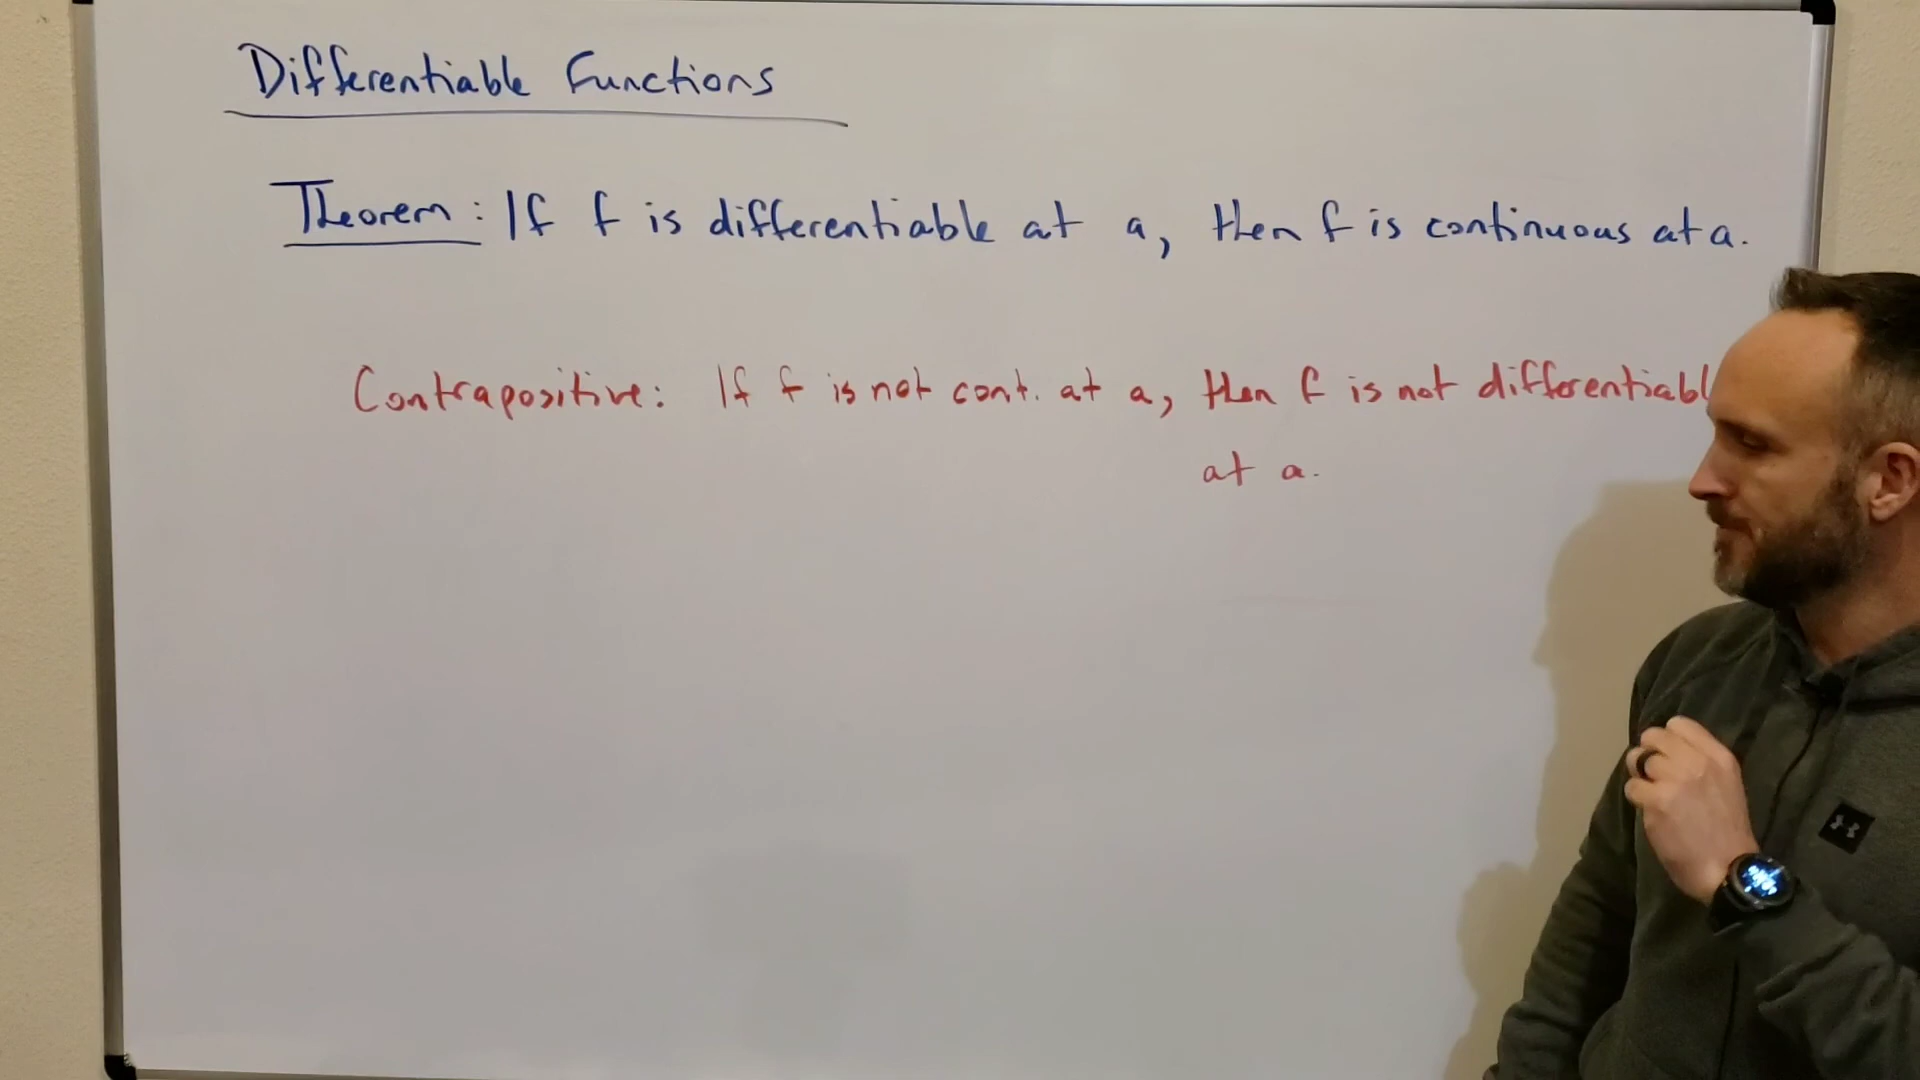 Differentiable Functions
Theorem: If f is differentiable at a, then f is continuous at a.
Contrapositive: If f is not cont. at a, then f is not differentiabl
at a.